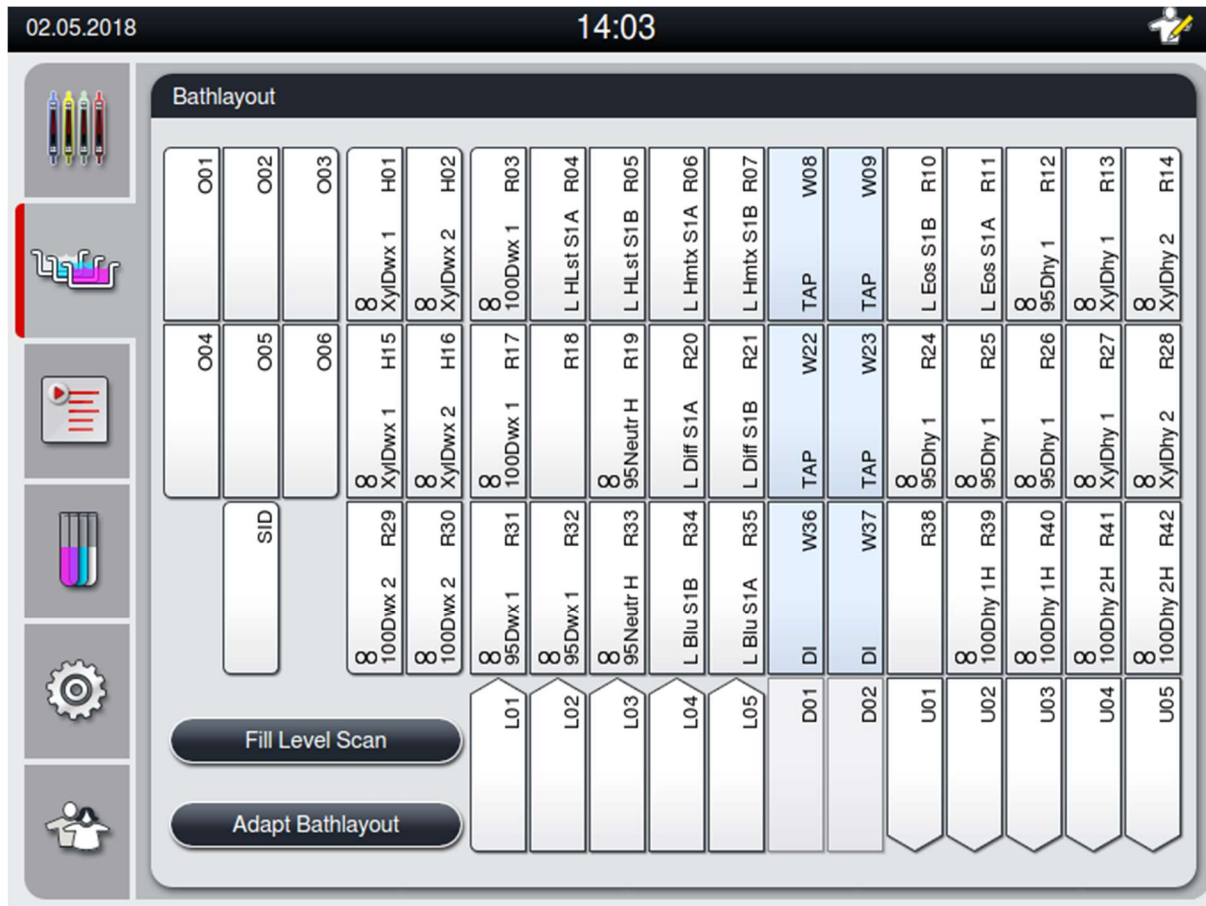 02.05.2018
14:03
Bathlayout
O01
O02
O03
XylDwx 1 H01
XylDwx 2 H02
100Dwx 1 R03
L HLst S1A R04
L HLst S1B R05
L Hmtx S1A R06
L Hmtx S1B R07
TAP W08
TAP W09
L Eos S1B R10
L Eos S1A R11
95Dhy 1 R12
XylDhy 1 R13
XylDhy 2 R14
O04
O05
O06
XylDwx 1 H15
XylDwx 2 H16
100Dwx 1 R17
R18
95Neutr H R19
L Diff S1A R20
L Diff S1B R21
TAP W22
TAP W23
95Dhy 1 R24
95Dhy 1 R25
95Dhy 1 R26
XylDhy 1 R27
XylDhy 2 R28
SID
100Dwx 2 R29
100Dwx 2 R30
95Dwx 1 R31
95Dwx 1 R32
95Neutr H R33
L Blu S1B R34
L Blu S1A R35
DI W36
DI W37
R38
100Dhy 1H R39
100Dhy 1H R40
100Dhy 2H R41
100Dhy 2H R42
L01
L02
L03
L04
L05
D01
D02
U01
U02
U03
U04
U05
Fill Level Scan
Adapt Bathlayout